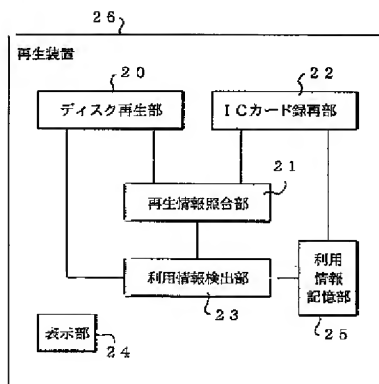 26
再生装置
20
22
ディスク再生部
ICカード録再部
21
再生情報照合部
利用情報検出部
利用
情報
記憶部
23
25
表示部
24